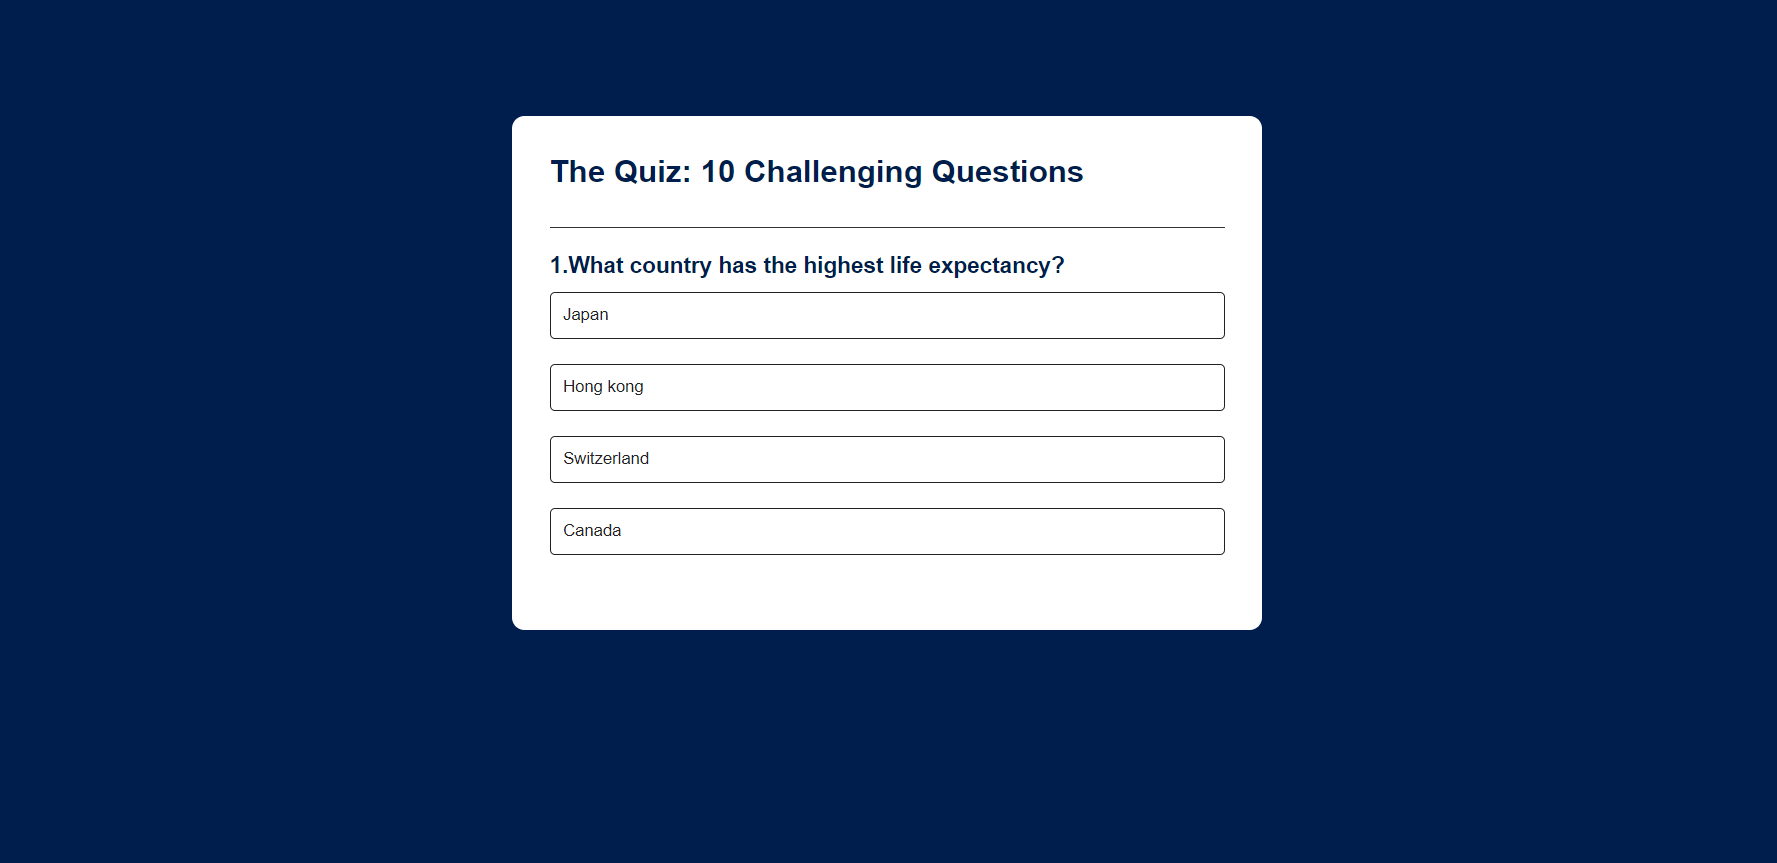 The Quiz: 10 Challenging Questions
1.What country has the highest life expectancy?
Japan
Hong kong
Switzerland
Canada